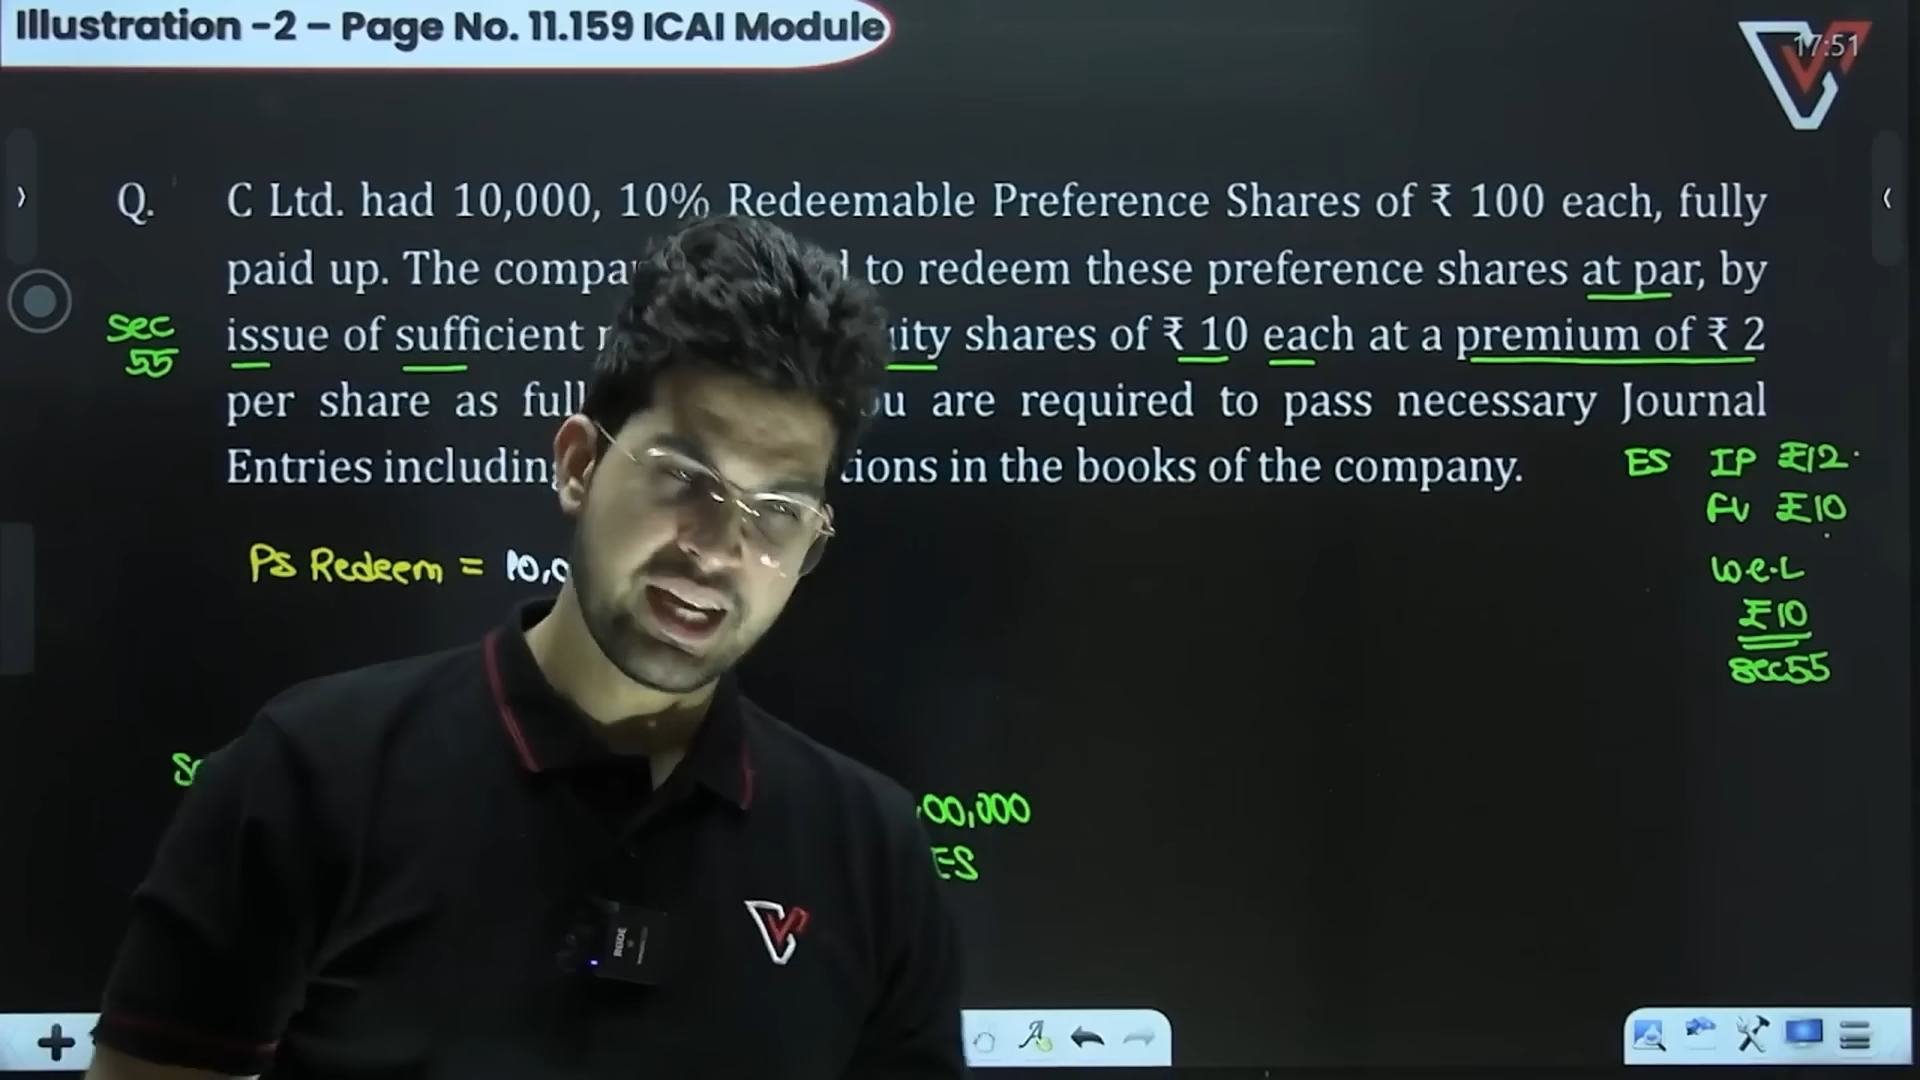 Illustration -2 – Page No. 11.159 ICAI Module
17:51
Q. C Ltd. had 10,000, 10% Redeemable Preference Shares of ₹ 100 each, fully
paid up. The compa to redeem these preference shares at par, by
sec
55
issue of sufficient ity shares of ₹ 10 each at a premium of ₹ 2
per share as full ou are required to pass necessary Journal
Entries including tions in the books of the company.
ES IP ₹12
FV ₹10
PS Redeem = 10,0
w.e.L
₹10
sec55
00,000
ES
RODE